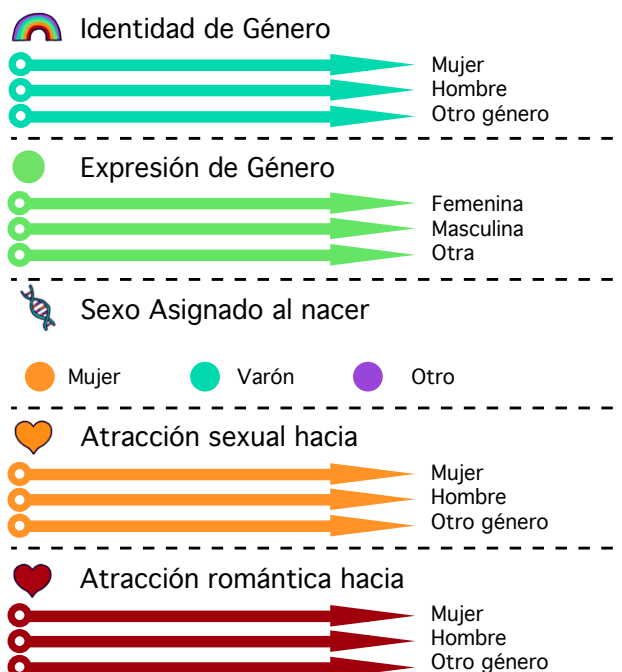 Identidad de Género
Mujer
Hombre
Otro género
Expresión de Género
Femenina
Masculina
Otra
Sexo Asignado al nacer
Mujer Varón Otro
Atracción sexual hacia
Mujer
Hombre
Otro género
Atracción romántica hacia
Mujer
Hombre
Otro género